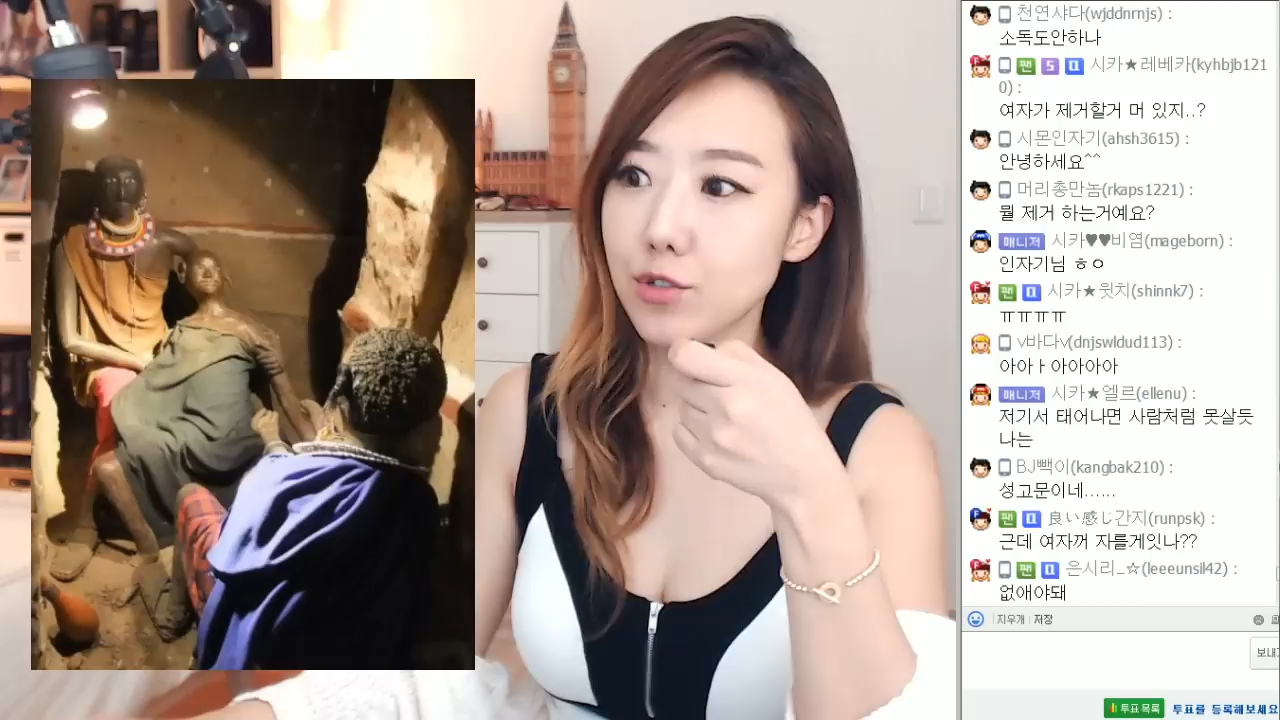 천연사다(wjddnrnjs) :
소독도안하나
팬 S 시카★레베카(kyhbjb121
0) :
여자가 제거할거 머 있지..?
시몬인자기(ahsh3615) :
안녕하세요^^
머리총만놈(rkaps1221) :
뭘 제거 하는거예요?
매니저 시카♥♥비염(mageborn) :
인자기님 ㅎㅇ
팬 시카★윗치(shinnk7) :
ㅠㅠㅠㅠ
v바다v(dnjswldud113) :
아아ㅏ아아아아
매니저 시카★엘르(ellenu) :
저기서 태어나면 사람처럼 못살듯
나는
BJ빽이(kangbak210) :
성고문이네......
팬 良い感じ간지(runpsk) :
근데 여자꺼 자를게잇나??
팬 은시리_☆(leeeunsil42) :
없애야돼
지우개 저장
보내기
투표목록 투표를 등록해보세요